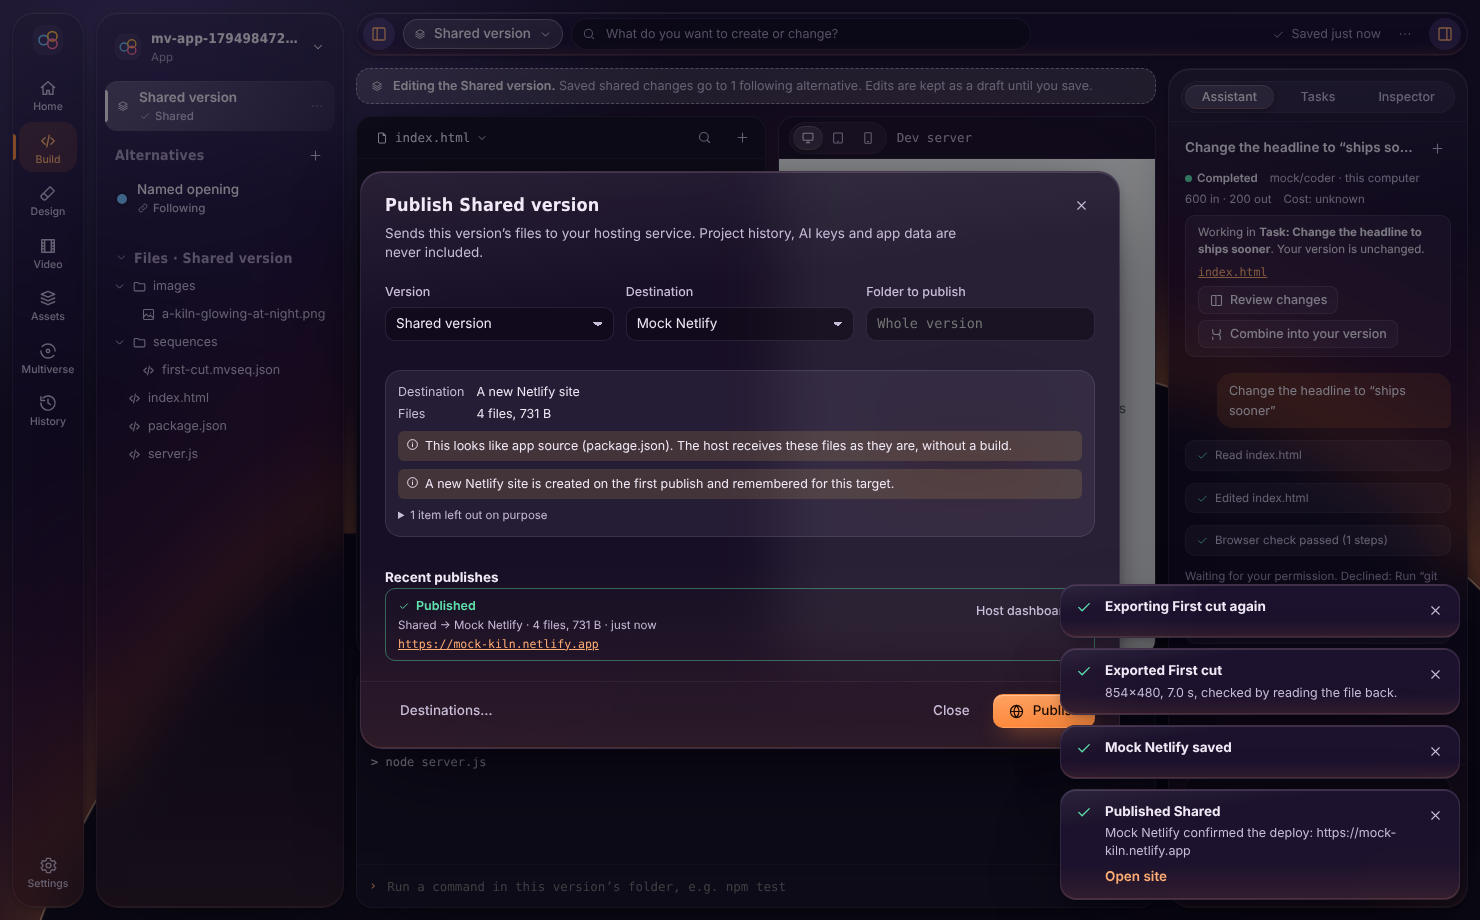 Home
Build
Design
Video
Assets
Multiverse
History
Settings
mv-app-179498472...
App
Shared version
Shared
Alternatives
Named opening
Following
Files · Shared version
images
a-kiln-glowing-at-night.png
sequences
first-cut.mvseq.json
index.html
package.json
server.js
Shared version
What do you want to create or change?
Saved just now
Editing the Shared version. Saved shared changes go to 1 following alternative. Edits are kept as a draft until you save.
index.html
Dev server
Publish Shared version
Sends this version’s files to your hosting service. Project history, AI keys and app data are
never included.
Version
Destination
Folder to publish
Shared version
Mock Netlify
Whole version
Destination A new Netlify site
Files 4 files, 731 B
This looks like app source (package.json). The host receives these files as they are, without a build.
A new Netlify site is created on the first publish and remembered for this target.
1 item left out on purpose
Recent publishes
Published
Host dashboar
Shared → Mock Netlify · 4 files, 731 B · just now
https://mock-kiln.netlify.app
Destinations...
Close
Publis
s
> node server.js
Run a command in this version’s folder, e.g. npm test
Assistant
Tasks
Inspector
Change the headline to “ships so...
Completed mock/coder · this computer
600 in · 200 out Cost: unknown
Working in Task: Change the headline to
ships sooner. Your version is unchanged.
index.html
Review changes
Combine into your version
Change the headline to “ships
sooner”
Read index.html
Edited index.html
Browser check passed (1 steps)
Waiting for your permission. Declined: Run “git
Exporting First cut again
Exported First cut
854×480, 7.0 s, checked by reading the file back.
Mock Netlify saved
Published Shared
Mock Netlify confirmed the deploy: https://mock-
kiln.netlify.app
Open site